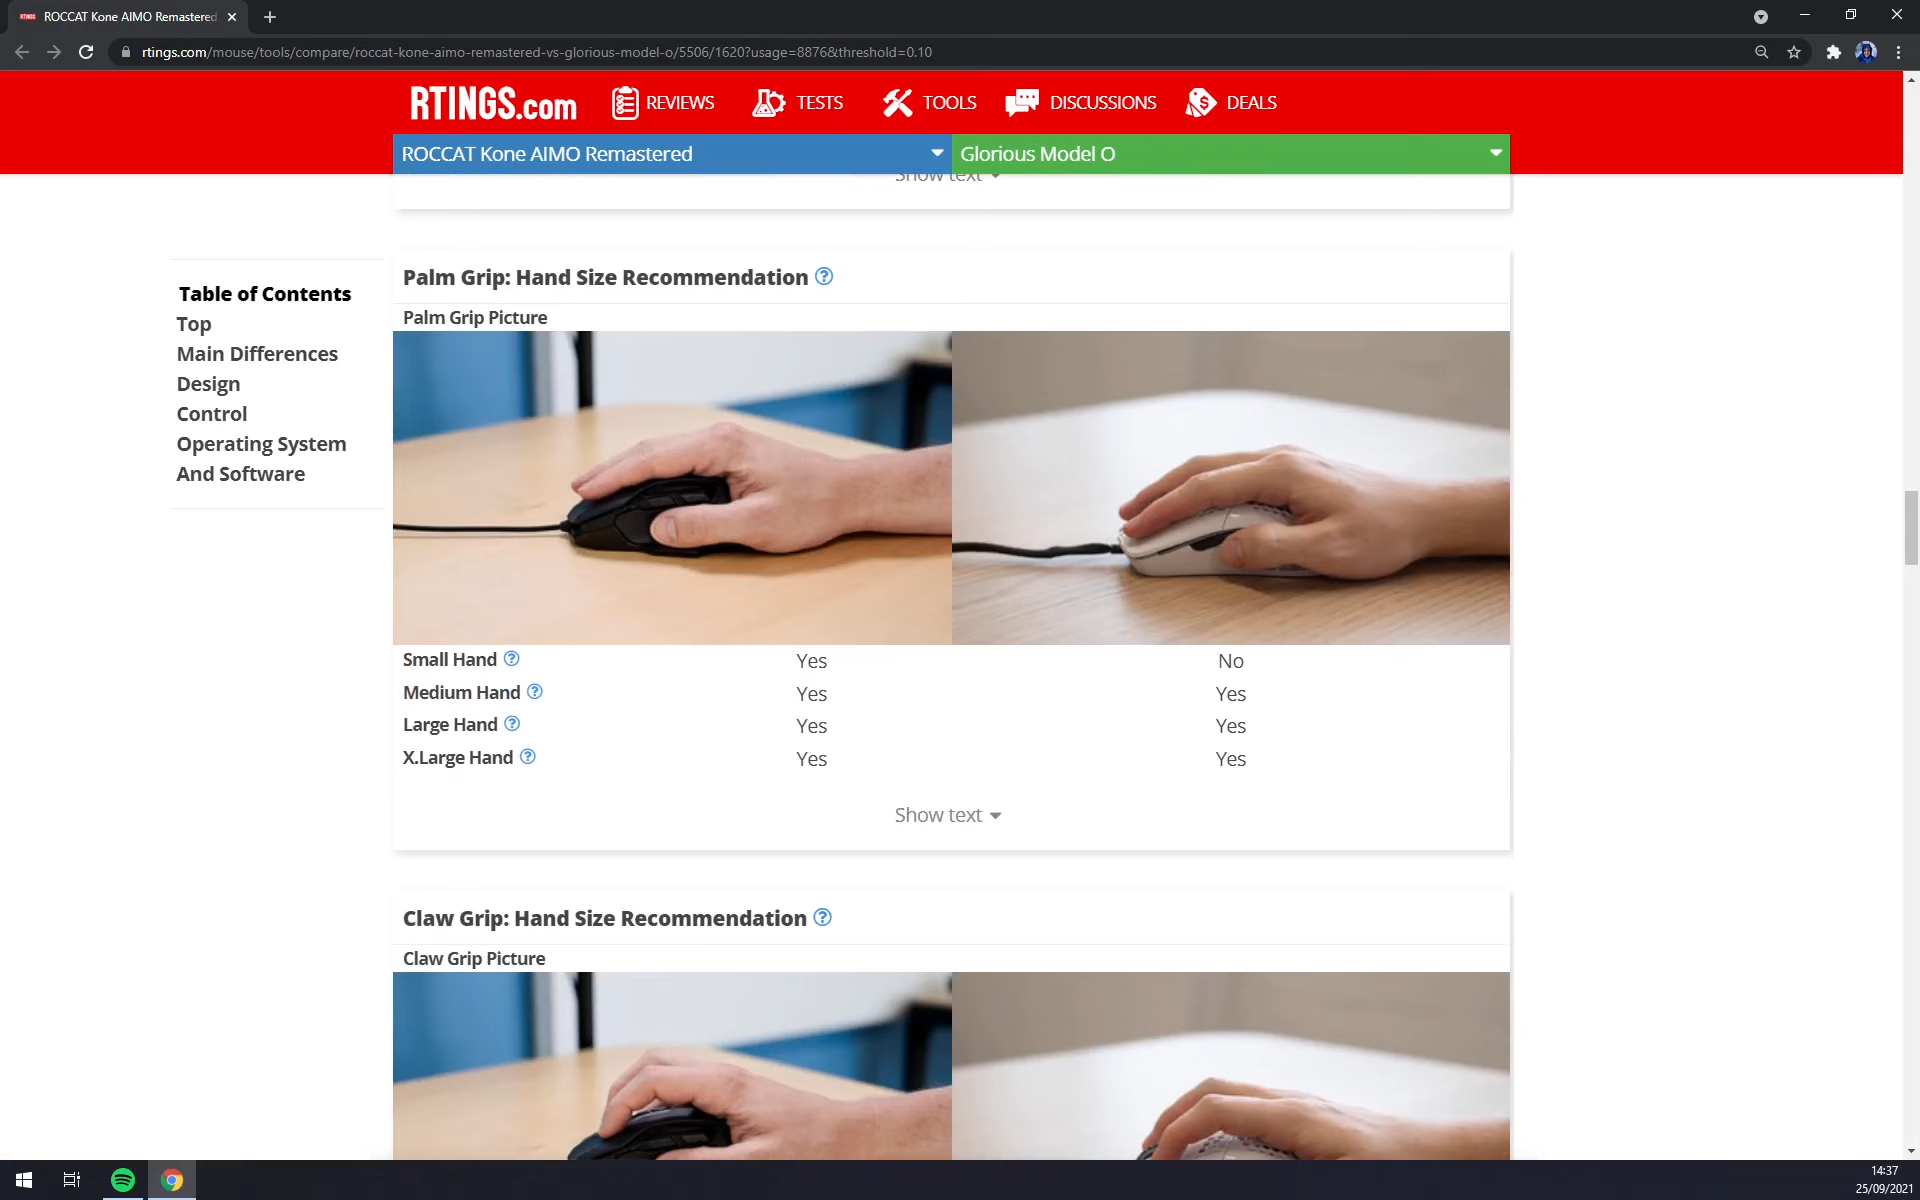 ROCCAT Kone AIMO Remastered
rtings.com/mouse/tools/compare/roccat-kone-aimo-remastered-vs-glorious-model-o/5506/1620?usage=8876&threshold=0.10
RTINGS.com
REVIEWS
TESTS
TOOLS
DISCUSSIONS
DEALS
ROCCAT Kone AIMO Remastered
Glorious Model O
Show text
Table of Contents
Top
Main Differences
Design
Control
Operating System
And Software
Palm Grip: Hand Size Recommendation
Palm Grip Picture
Small Hand Yes No
Medium Hand Yes Yes
Large Hand Yes Yes
X.Large Hand Yes Yes
Show text
Claw Grip: Hand Size Recommendation
Claw Grip Picture
14:37
25/09/2021